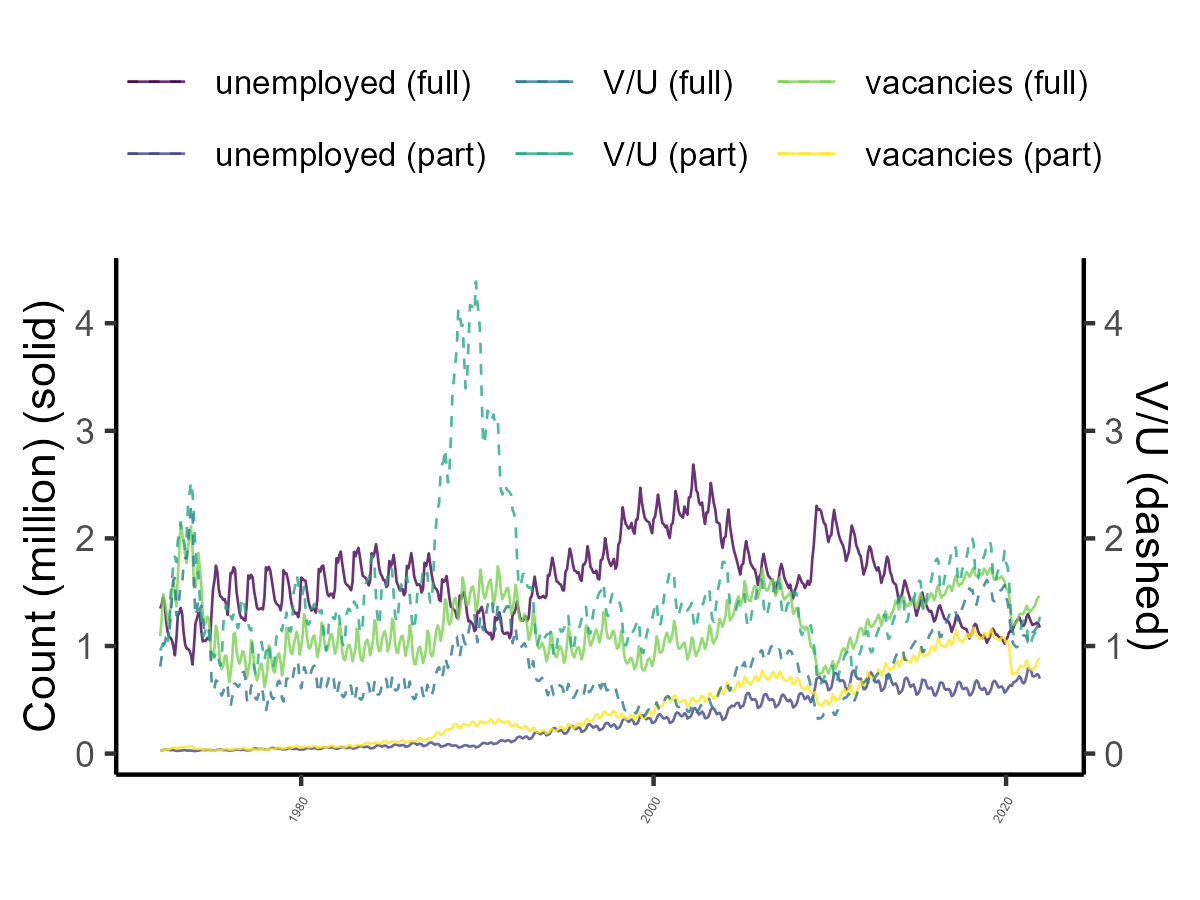 unemployed (full) V/U (full) vacancies (full)
unemployed (part) V/U (part) vacancies (part)
Count (million) (solid)
4
3
2
1
0
V/U (dashed)
4
3
2
1
0
1980 2000 2020